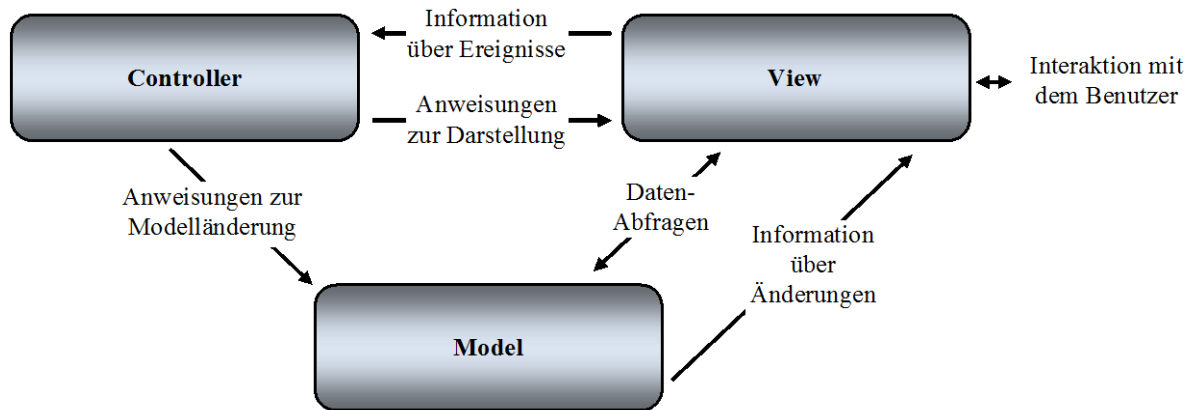 Information
über Ereignisse
Controller
View
Interaktion mit
dem Benutzer
Anweisungen
zur Darstellung
Anweisungen zur
Modelländerung
Daten-
Abfragen
Information
über
Änderungen
Model